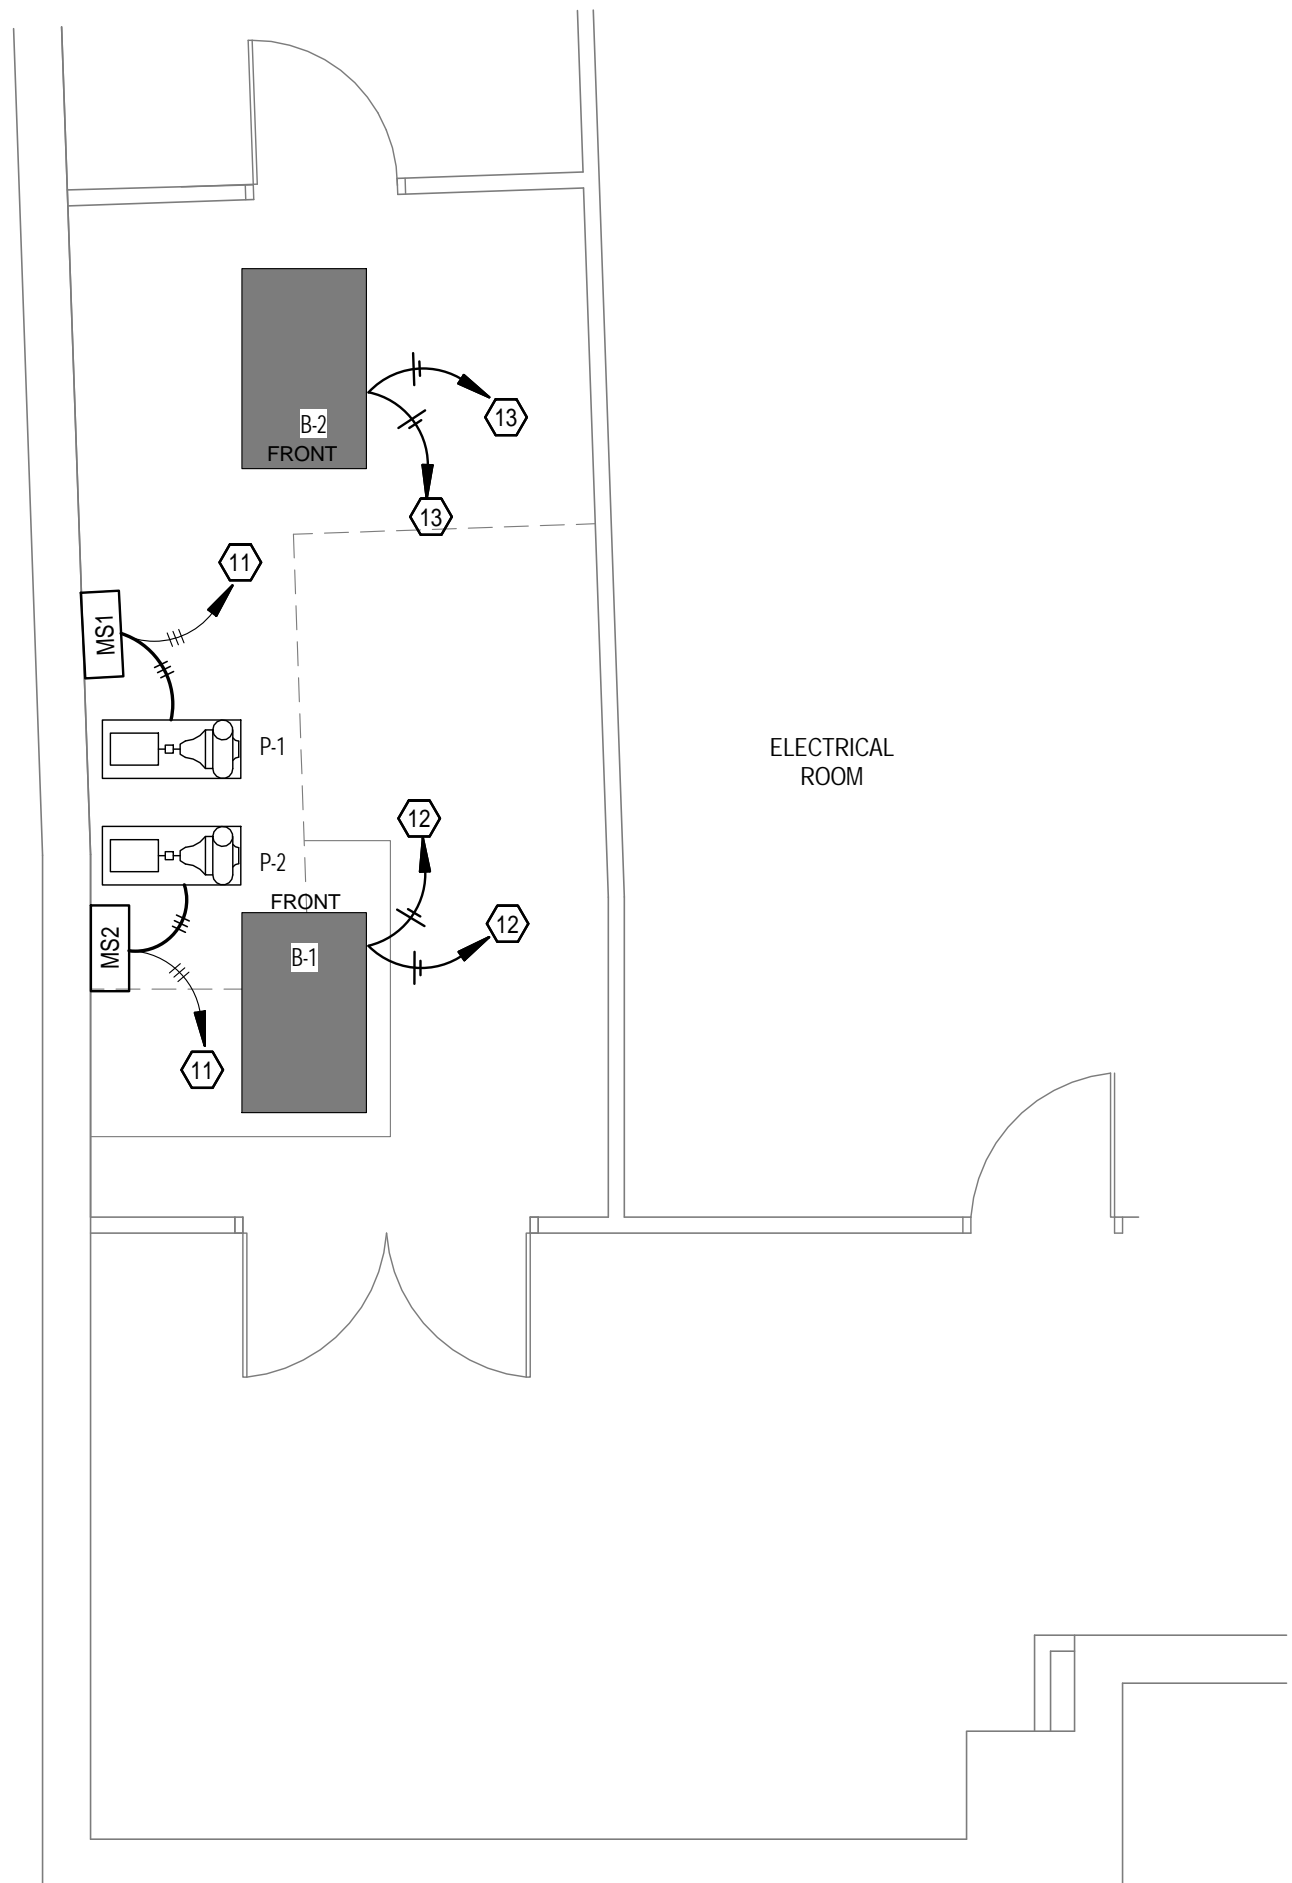 B-2
FRONT
13
13
11
MS1
P-1
ELECTRICAL
ROOM
12
P-2
FRONT
12
MS2
B-1
11